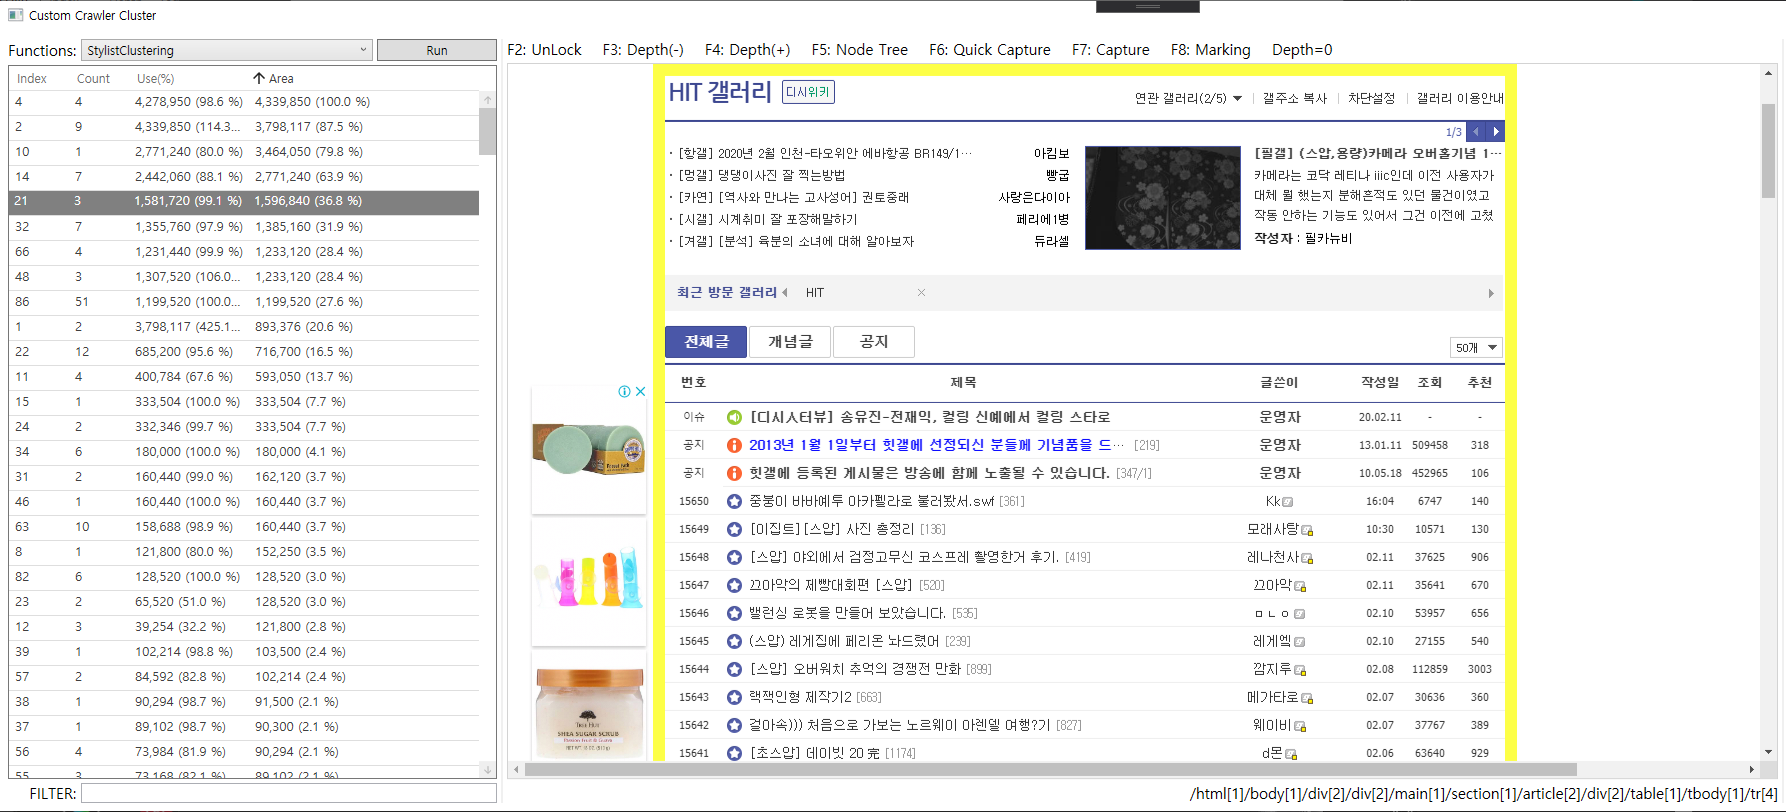 Custom Crawler Cluster
Functions: StylistClustering Run
F2: UnLock F3: Depth(-) F4: Depth(+) F5: Node Tree F6: Quick Capture F7: Capture F8: Marking Depth=0
Index Count Use(%) Area
4 4 4,278,950 (98.6 %) 4,339,850 (100.0 %)
2 9 4,339,850 (114.3... 3,798,117 (87.5 %)
10 1 2,771,240 (80.0 %) 3,464,050 (79.8 %)
14 7 2,442,060 (88.1 %) 2,771,240 (63.9 %)
21 3 1,581,720 (99.1 %) 1,596,840 (36.8 %)
32 7 1,355,760 (97.9 %) 1,385,160 (31.9 %)
66 4 1,231,440 (99.9 %) 1,233,120 (28.4 %)
48 3 1,307,520 (106.0... 1,233,120 (28.4 %)
86 51 1,199,520 (100.0... 1,199,520 (27.6 %)
1 2 3,798,117 (425.1... 893,376 (20.6 %)
22 12 685,200 (95.6 %) 716,700 (16.5 %)
11 4 400,784 (67.6 %) 593,050 (13.7 %)
15 1 333,504 (100.0 %) 333,504 (7.7 %)
24 2 332,346 (99.7 %) 333,504 (7.7 %)
34 6 180,000 (100.0 %) 180,000 (4.1 %)
31 2 160,440 (99.0 %) 162,120 (3.7 %)
46 1 160,440 (100.0 %) 160,440 (3.7 %)
63 10 158,688 (98.9 %) 160,440 (3.7 %)
8 1 121,800 (80.0 %) 152,250 (3.5 %)
82 6 128,520 (100.0 %) 128,520 (3.0 %)
23 2 65,520 (51.0 %) 128,520 (3.0 %)
12 3 39,254 (32.2 %) 121,800 (2.8 %)
39 1 102,214 (98.8 %) 103,500 (2.4 %)
57 2 84,592 (82.8 %) 102,214 (2.4 %)
38 1 90,294 (98.7 %) 91,500 (2.1 %)
37 1 89,102 (98.7 %) 90,300 (2.1 %)
56 4 73,984 (81.9 %) 90,294 (2.1 %)
55 3 73,168 (82.1 %) 89,102 (2.1 %)
FILTER:
HIT 갤러리 디시위키
연관 갤러리(2/5) 갤주소 복사 차단설정 갤러리 이용안내
1/3
· [항갤] 2020년 2월 인천-타오위안 에바항공 BR149/1… 아킴보
· [멍갤] 댕댕이사진 잘 찍는방법 빵굽
· [카연] [역사와 만나는 고사성어] 권토중래 사랑은다이아
· [시갤] 시계취미 잘 포장해말하기 페리에1병
· [겨갤] [분석] 육분의 소녀에 대해 알아보자 듀라셀
[필갤] (스압,용량)카메라 오버홀기념 1…
카메라는 코닥 레티나 iiic인데 이전 사용자가
대체 뭘 했는지 분해흔적도 있던 물건이였고
작동 안하는 기능도 있어서 그건 이전에 고쳤
작성자 : 필카뉴비
최근 방문 갤러리 HIT
전체글 개념글 공지
50개
번호 제목 글쓴이 작성일 조회 추천
이슈 [디시人터뷰] 송유진-전재익, 컬링 신예에서 컬링 스타로 운영자 20.02.11 - -
공지 2013년 1월 1일부터 힛갤에 선정되신 분들께 기념품을 드… [219] 운영자 13.01.11 509458 318
공지 힛갤에 등록된 게시물은 방송에 함께 노출될 수 있습니다. [347/1] 운영자 10.05.18 452965 106
15650 중붕이 바바예투 아카펠라로 불러봤서.swf [361] Kk 16:04 6747 140
15649 [이집트] [스압] 사진 총정리 [136] 모래사탕 10:30 10571 130
15648 [스압] 야외에서 검정고무신 코스프레 촬영한거 후기. [419] 레나천사 02.11 37625 906
15647 끄아악의 제빵대회편 [스압] [520] 끄아악 02.11 35641 670
15646 밸런싱 로봇을 만들어 보았습니다. [535] ㅁㄴㅇ 02.10 53957 656
15645 (스압) 레게집에 페리온 놔드렸어 [239] 레게엘 02.10 27155 540
15644 [스압] 오버워치 추억의 경쟁전 만화 [899] 깜지루 02.08 112859 3003
15643 랙잭인형 제작기2 [663] 메가타로 02.07 30636 360
15642 걸어속))) 처음으로 가보는 노르웨이 아렌델 여행?기 [827] 웨이비 02.07 37767 389
15641 [초스압] 데이빗 20 完 [1174] d몬 02.06 63640 929
Tree Hut
SHEA SUGAR SCRUB
/html[1]/body[1]/div[2]/div[2]/main[1]/section[1]/article[2]/div[2]/table[1]/tbody[1]/tr[4]